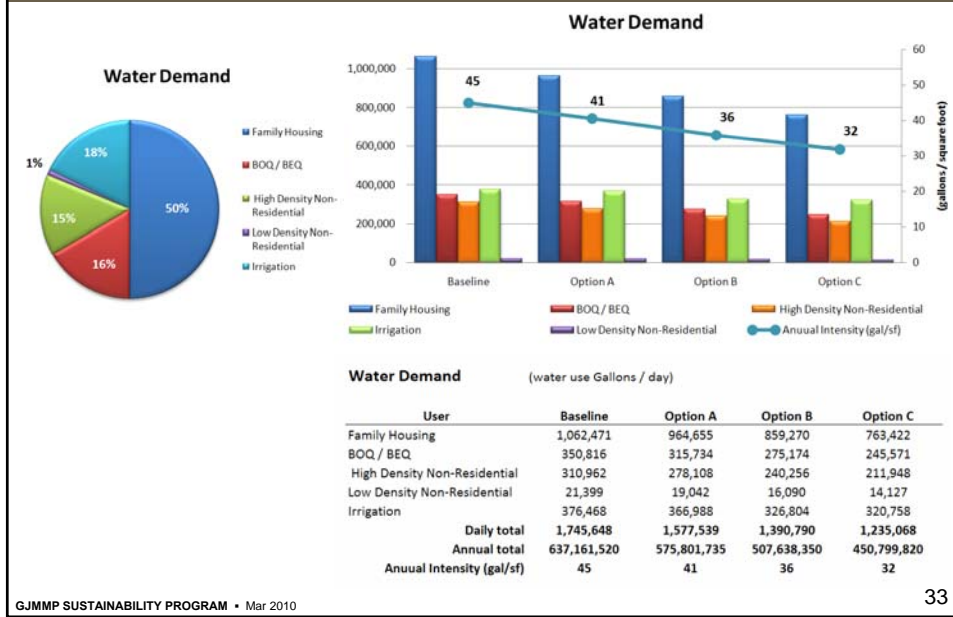 Water Demand
1%
18%
50%
15%
16%
Family Housing
BOQ / BEQ
High Density Non-
Residential
Low Density Non-
Residential
Irrigation
Water Demand
1,000,000
800,000
600,000
400,000
200,000
0
45
41
36
32
60
50
40
30
20
10
0
(gallons / square foot)
Baseline Option A Option B Option C
Family Housing BOQ / BEQ High Density Non-Residential
Irrigation Low Density Non-Residential Anuual Intensity (gal/sf)
Water Demand (water use Gallons / day)
User Baseline Option A Option B Option C
Family Housing 1,062,471 964,655 859,270 763,422
BOQ / BEQ 350,816 315,734 275,174 245,571
High Density Non-Residential 310,962 278,108 240,256 211,948
Low Density Non-Residential 21,399 19,042 16,090 14,127
Irrigation 376,468 366,988 326,804 320,758
Daily total 1,745,648 1,577,539 1,390,790 1,235,068
Annual total 637,161,520 575,801,735 507,638,350 450,799,820
Anuual Intensity (gal/sf) 45 41 36 32
GJMMP SUSTAINABILITY PROGRAM ▪ Mar 2010
33